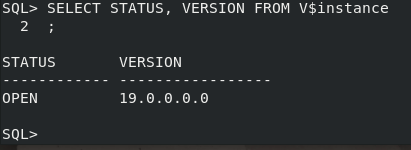 SQL> SELECT STATUS, VERSION FROM V$instance
  2  ;
STATUS       VERSION
------------ -----------------
OPEN         19.0.0.0.0
SQL>